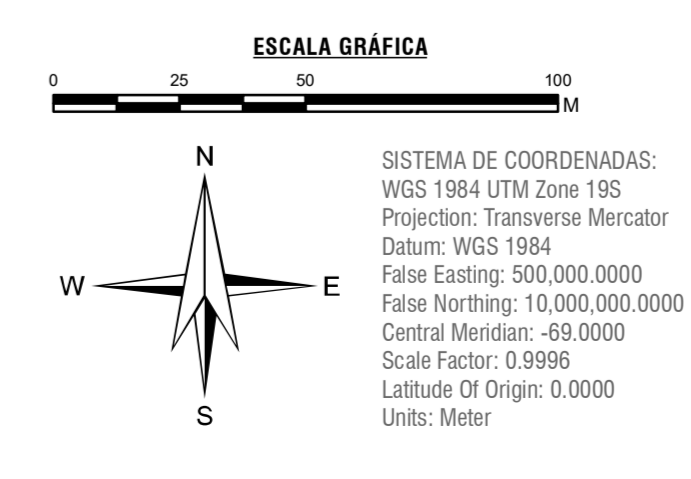 ESCALA GRÁFICA
0 25 50 100
M
N
W E
S
SISTEMA DE COORDENADAS:
WGS 1984 UTM Zone 19S
Projection: Transverse Mercator
Datum: WGS 1984
False Easting: 500,000.0000
False Northing: 10,000,000.0000
Central Meridian: -69.0000
Scale Factor: 0.9996
Latitude Of Origin: 0.0000
Units: Meter